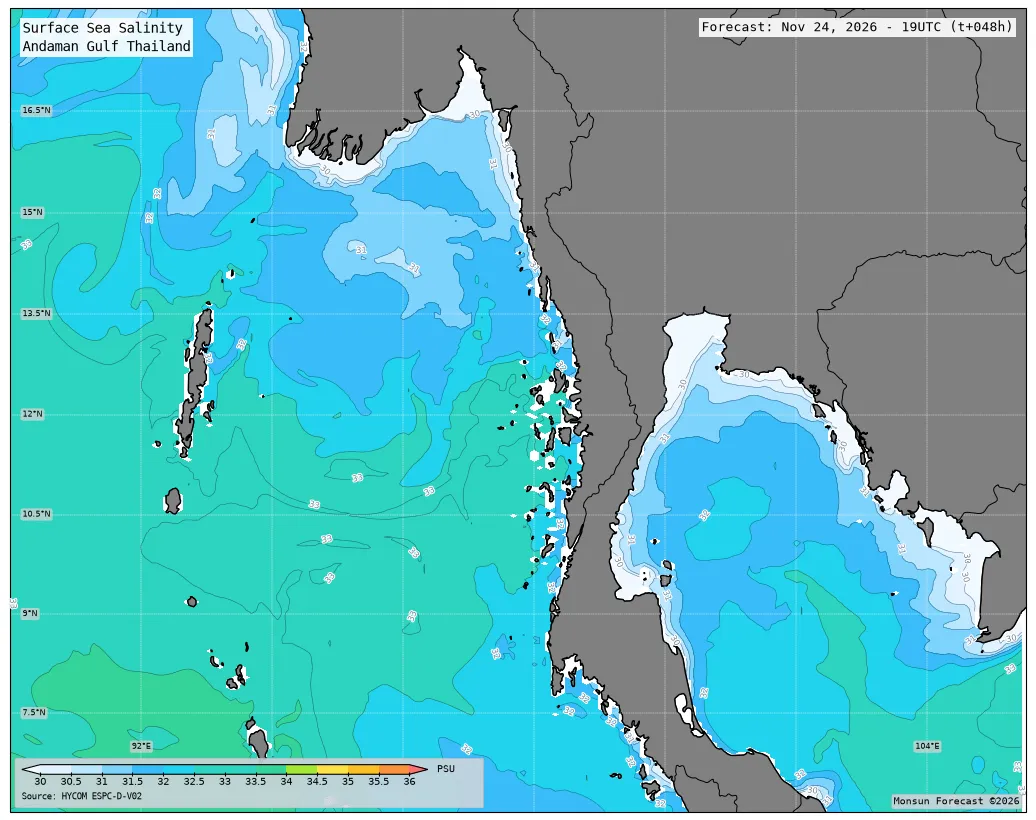 Surface Sea Salinity
Andaman Gulf Thailand
Forecast: Nov 24, 2026 - 19UTC (t+048h)
16.5°N
15°N
13.5°N
12°N
10.5°N
9°N
7.5°N
92°E
104°E
30 30.5 31 31.5 32 32.5 33 33.5 34 34.5 35 35.5 36 PSU
Source: HYCOM ESPC-D-V02
Monsun Forecast ©2026